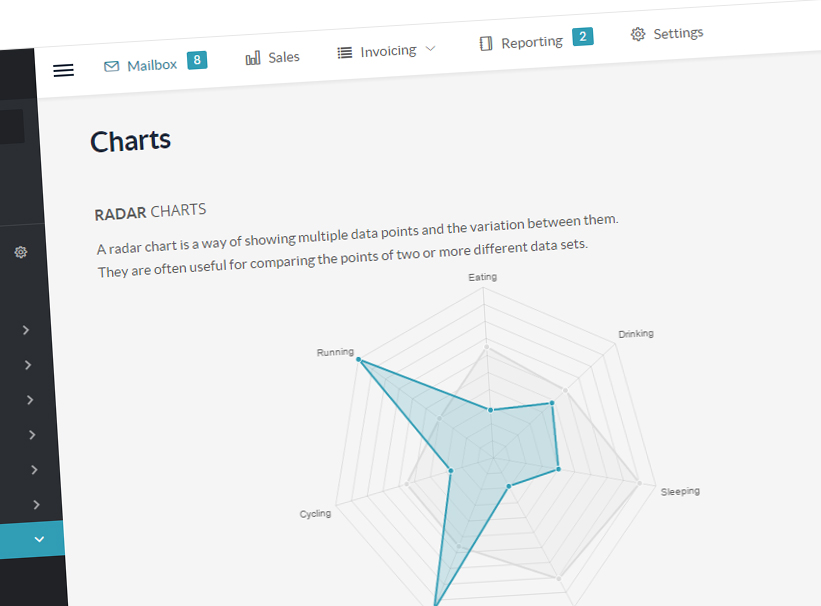 Mailbox 8 Sales Invoicing Reporting 2 Settings
Charts
RADAR CHARTS
A radar chart is a way of showing multiple data points and the variation between them.
They are often useful for comparing the points of two or more different data sets.
Eating
Drinking
Running
Sleeping
Cycling